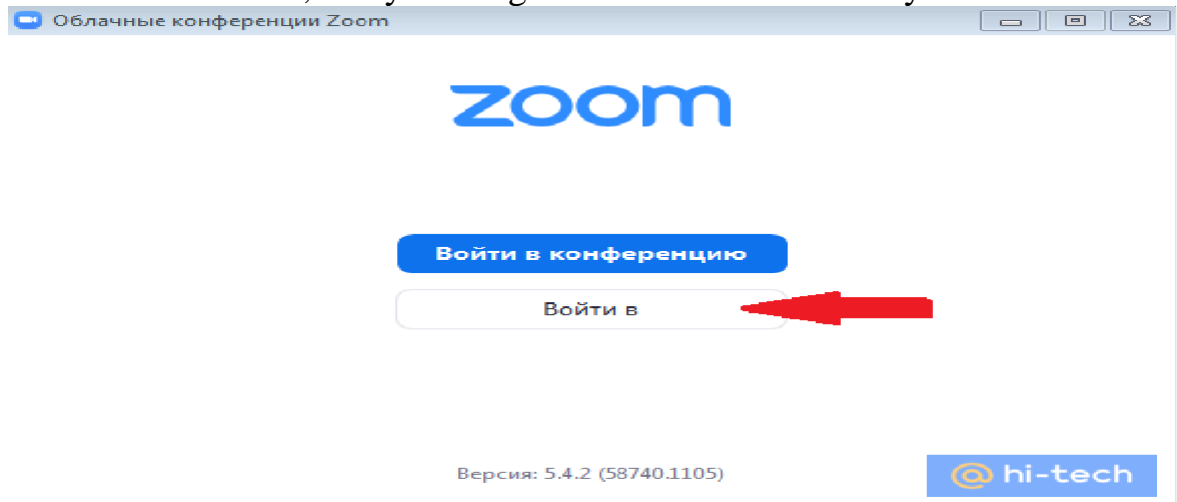 Облачные конференции Zoom
zoom
Войти в конференцию
Войти в
Версия: 5.4.2 (58740.1105)
@ hi-tech